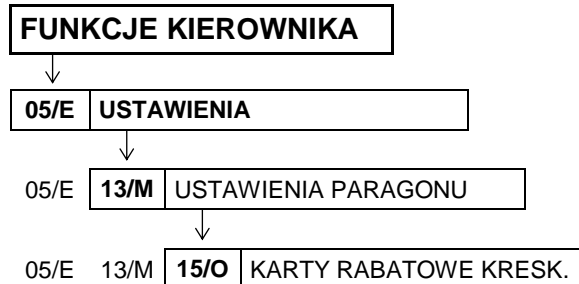 FUNKCJE KIEROWNIKA
05/E USTAWIENIA
05/E 13/M USTAWIENIA PARAGONU
05/E 13/M 15/O KARTY RABATOWE KRESK.